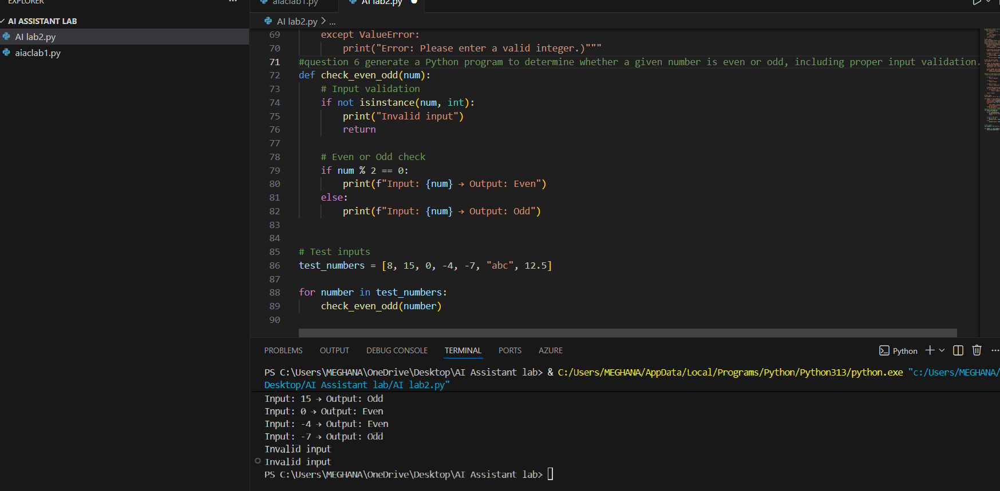 EXPLORER
...
AI ASSISTANT LAB
AI lab2.py
aiaclab1.py
aiaclab1.py
AI lab2.py
AI lab2.py > ...
69 except ValueError:
70 print("Error: Please enter a valid integer.)"""
71 #question 6 generate a Python program to determine whether a given number is even or odd, including proper input validation.
72 def check_even_odd(num):
73 # Input validation
74 if not isinstance(num, int):
75 print("Invalid input")
76 return
77
78 # Even or Odd check
79 if num % 2 == 0:
80 print(f"Input: {num} → Output: Even")
81 else:
82 print(f"Input: {num} → Output: Odd")
83
84
85 # Test inputs
86 test_numbers = [8, 15, 0, -4, -7, "abc", 12.5]
87
88 for number in test_numbers:
89 check_even_odd(number)
90
PROBLEMS OUTPUT DEBUG CONSOLE TERMINAL PORTS AZURE
Python
PS C:\Users\MEGHANA\OneDrive\Desktop\AI Assistant lab> & C:/Users/MEGHANA/AppData/Local/Programs/Python/Python313/python.exe "c:/Users/MEGHANA/
Desktop/AI Assistant lab/AI lab2.py"
Input: 15 → Output: Odd
Input: 0 → Output: Even
Input: -4 → Output: Even
Input: -7 → Output: Odd
Invalid input
Invalid input
PS C:\Users\MEGHANA\OneDrive\Desktop\AI Assistant lab>